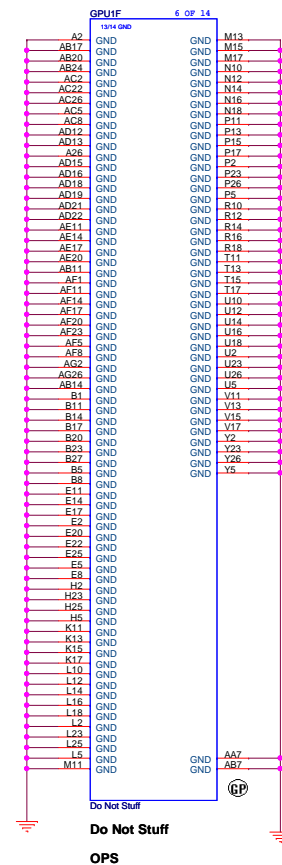 GPU1F 6 OF 14
13/14 GND
A2 GND GND M13
AB17 GND GND M15
AB20 GND GND M17
AB24 GND GND N10
AC2 GND GND N12
AC22 GND GND N14
AC26 GND GND N16
AC5 GND GND N18
AC8 GND GND P11
AD12 GND GND P13
AD13 GND GND P15
A26 GND GND P17
AD15 GND GND P2
AD16 GND GND P23
AD18 GND GND P26
AD19 GND GND P5
AD21 GND GND R10
AD22 GND GND R12
AE11 GND GND R14
AE14 GND GND R16
AE17 GND GND R18
AE20 GND GND T11
AB11 GND GND T13
AF1 GND GND T15
AF11 GND GND T17
AF14 GND GND U10
AF17 GND GND U12
AF20 GND GND U14
AF23 GND GND U16
AF5 GND GND U18
AF8 GND GND U2
AG2 GND GND U23
AG26 GND GND U26
AB14 GND GND U5
B1 GND GND V11
B11 GND GND V13
B14 GND GND V15
B17 GND GND V17
B20 GND GND Y2
B23 GND GND Y23
B27 GND GND Y26
B5 GND GND Y5
B8 GND
E11 GND
E14 GND
E17 GND
E2 GND
E20 GND
E22 GND
E25 GND
E5 GND
E8 GND
H2 GND
H23 GND
H25 GND
H5 GND
K11 GND
K13 GND
K15 GND
K17 GND
L10 GND
L12 GND
L14 GND
L16 GND
L18 GND
L2 GND
L23 GND
L25 GND
L5 GND GND AA7
M11 GND GND AB7
GP
Do Not Stuff
Do Not Stuff
OPS